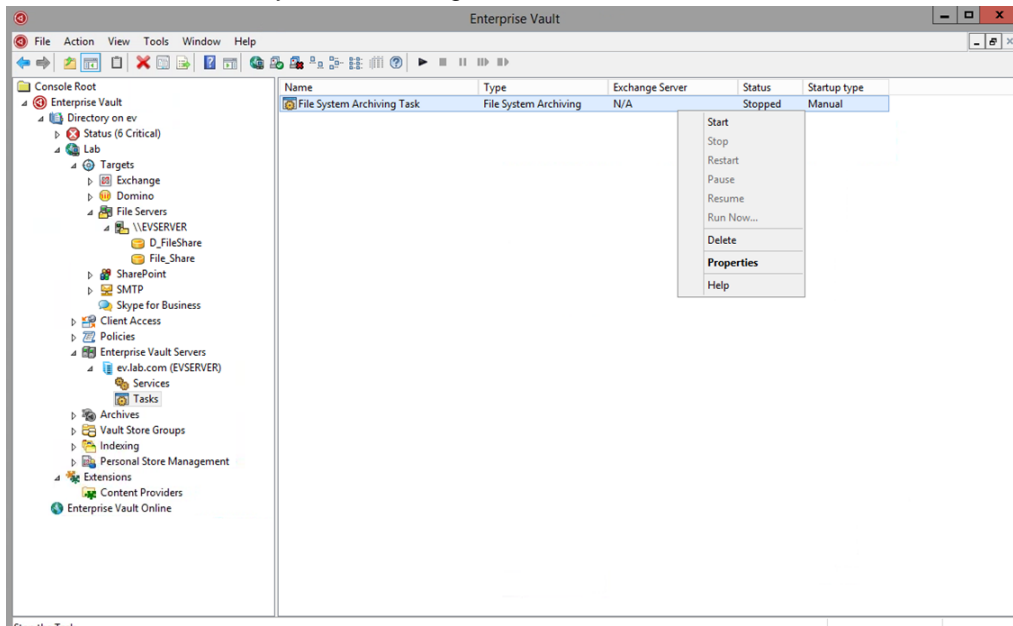 Enterprise Vault
File Action View Tools Window Help
Console Root
Enterprise Vault
Directory on ev
Status (6 Critical)
Lab
Targets
Exchange
Domino
File Servers
\\EVSERVER
D_FileShare
File_Share
SharePoint
SMTP
Skype for Business
Client Access
Policies
Enterprise Vault Servers
ev.lab.com (EVSERVER)
Services
Tasks
Archives
Vault Store Groups
Indexing
Personal Store Management
Extensions
Content Providers
Enterprise Vault Online
Name Type Exchange Server Status Startup type
File System Archiving Task File System Archiving N/A Stopped Manual
Start
Stop
Restart
Pause
Resume
Run Now...
Delete
Properties
Help